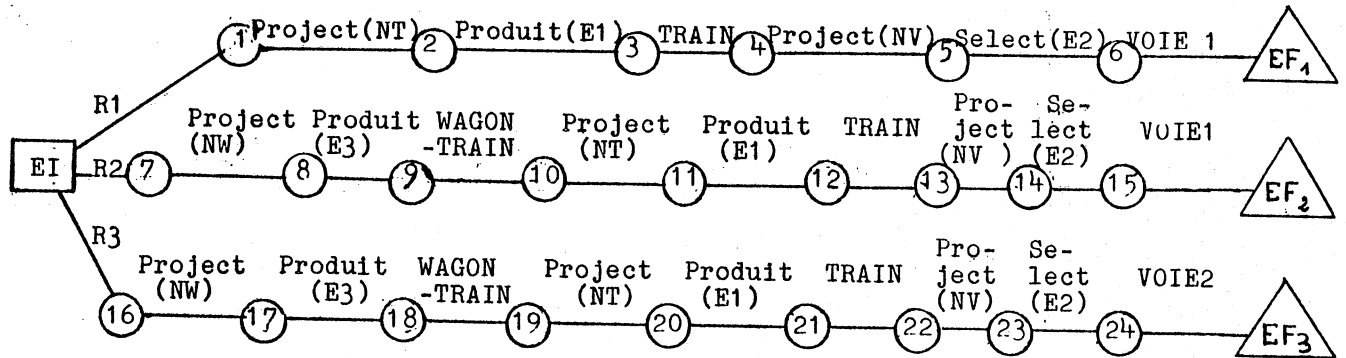 1 Project(NT) 2 Produit(E1) 3 TRAIN 4 Project(NV) 5 Select(E2) 6 VOIE 1 EF1
R1
EI
R2
7 Project (NW) 8 Produit (E3) 9 WAGON -TRAIN 10 Project (NT) 11 Produit (E1) 12 TRAIN 13 Pro- ject (NV ) 14 Se- lect (E2) 15 VOIE1 EF2
R3
16 Project (NW) 17 Produit (E3) 18 WAGON -TRAIN 19 Project (NT) 20 Produit (E1) 21 TRAIN 22 Pro- ject (NV) 23 Se- lect (E2) 24 VOIE2 EF3